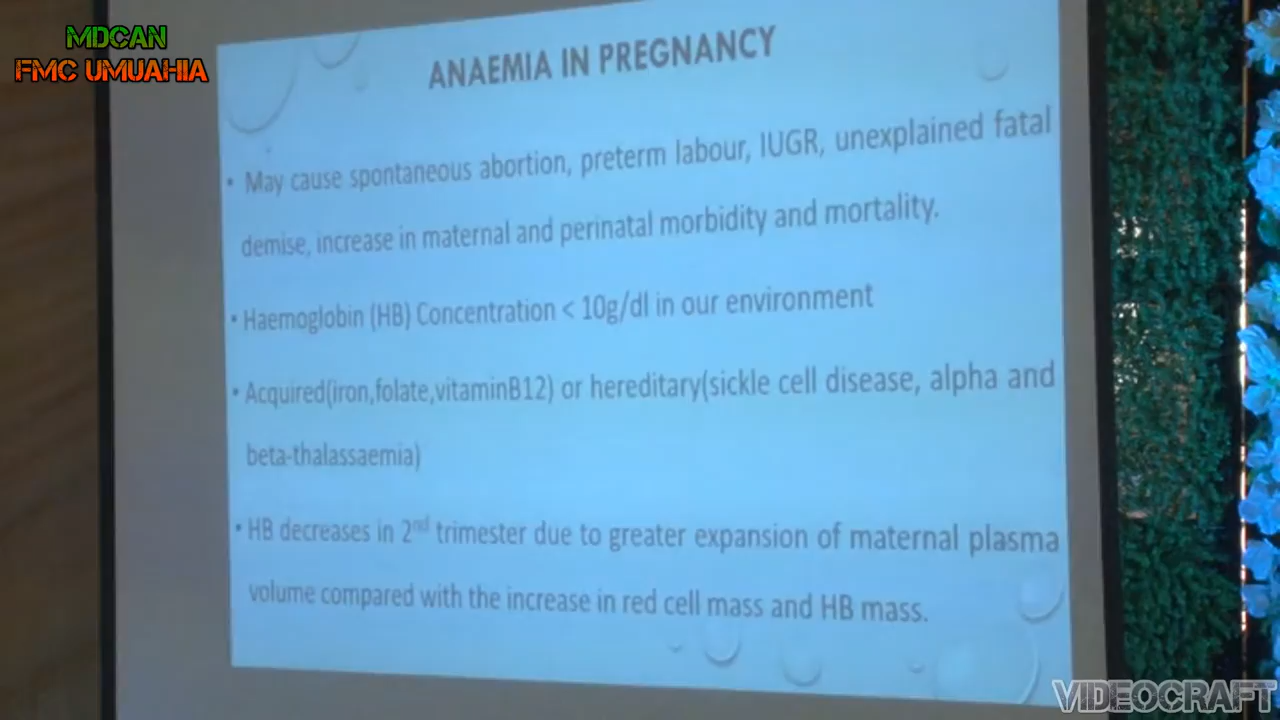 MDCAN
FMC UMUAHIA
ANAEMIA IN PREGNANCY
• May cause spontaneous abortion, preterm labour, IUGR, unexplained fatal
demise, increase in maternal and perinatal morbidity and mortality.
• Haemoglobin (HB) Concentration < 10g/dl in our environment
• Acquired(iron,folate,vitaminB12) or hereditary(sickle cell disease, alpha and
beta-thalassaemia)
• HB decreases in 2nd trimester due to greater expansion of maternal plasma
volume compared with the increase in red cell mass and HB mass.
VIDEOCRAFT